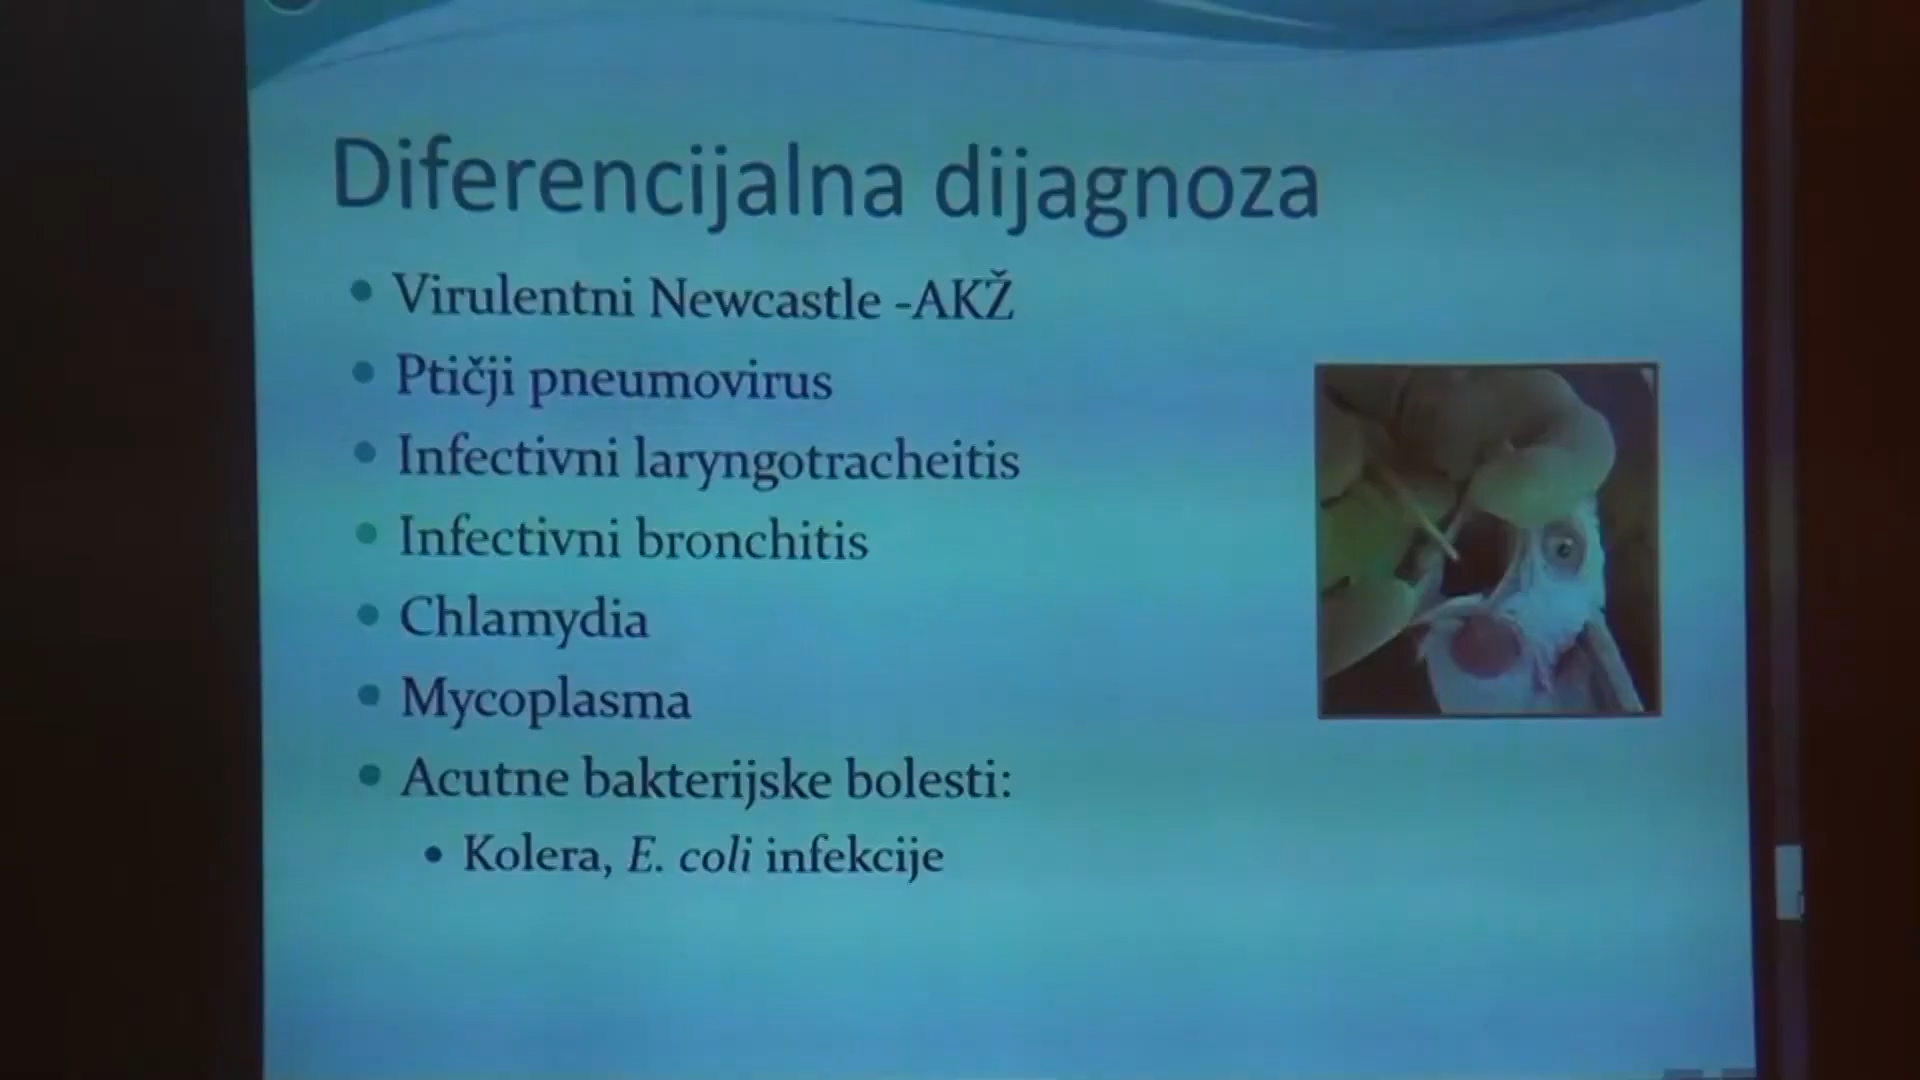 Diferencijalna dijagnoza
Virulentni Newcastle -AKŽ
Ptičji pneumovirus
Infectivni laryngotracheitis
Infectivni bronchitis
Chlamydia
Mycoplasma
Acutne bakterijske bolesti:
Kolera, E. coli infekcije